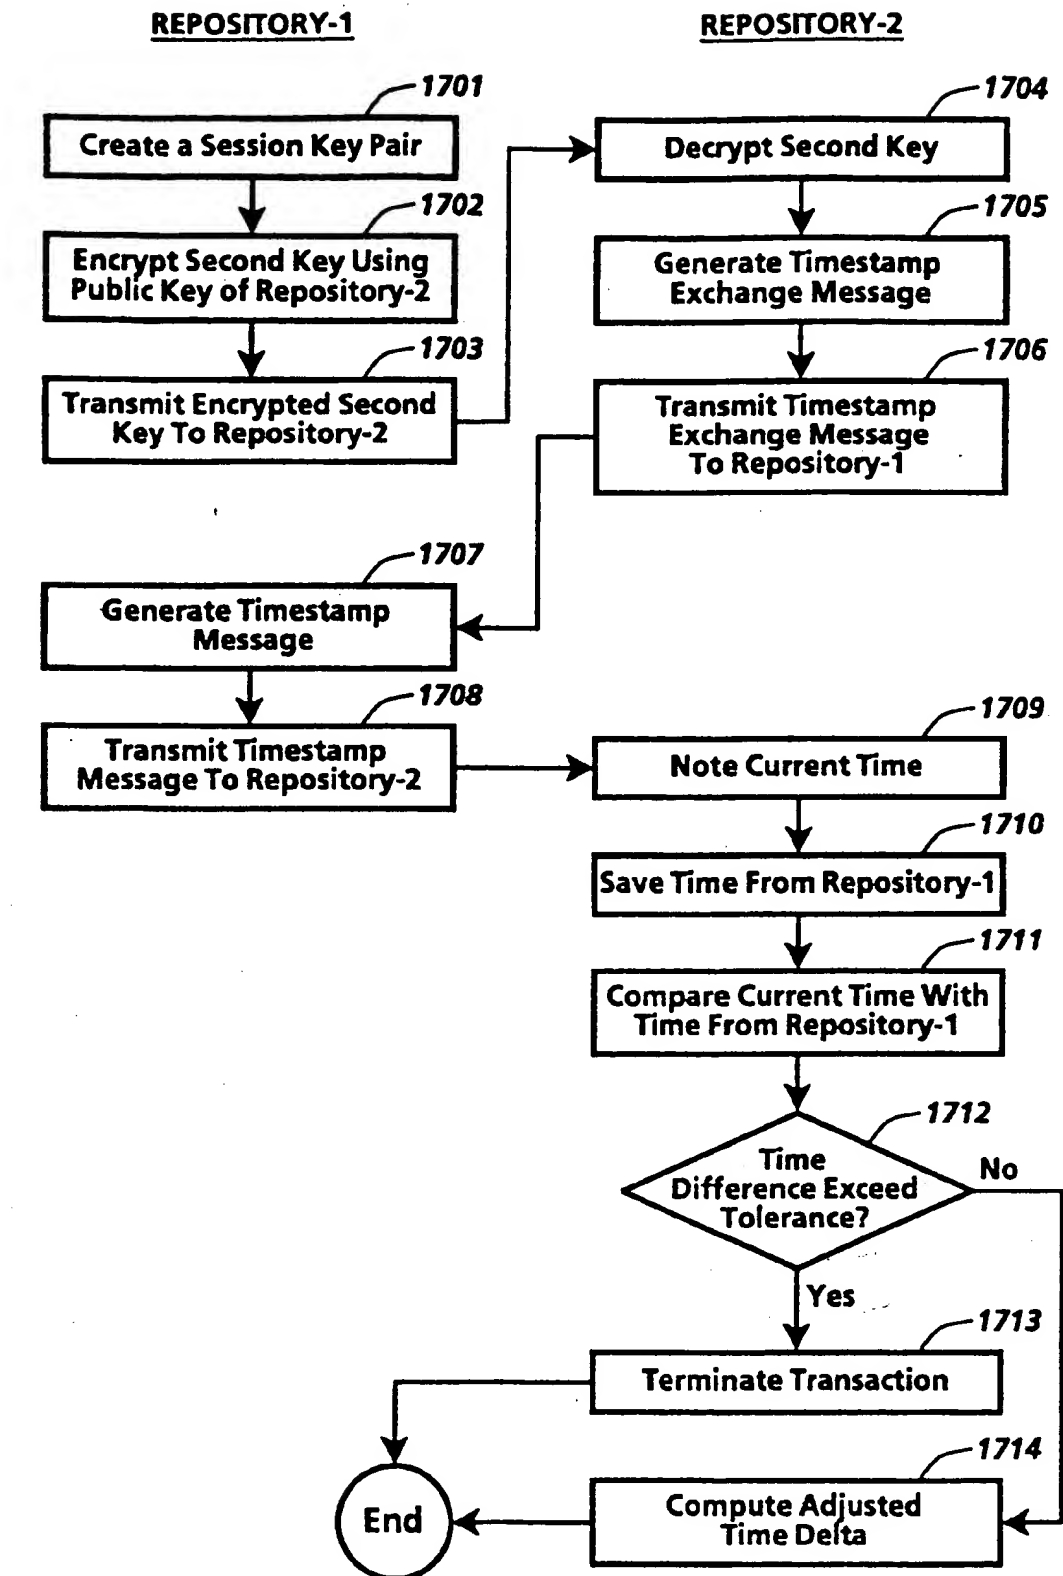 REPOSITORY-1
REPOSITORY-2
1701
Create a Session Key Pair
1702
Encrypt Second Key Using
Public Key of Repository-2
1703
Transmit Encrypted Second
Key To Repository-2
1704
Decrypt Second Key
1705
Generate Timestamp
Exchange Message
1706
Transmit Timestamp
Exchange Message
To Repository-1
1707
Generate Timestamp
Message
1708
Transmit Timestamp
Message To Repository-2
1709
Note Current Time
1710
Save Time From Repository-1
1711
Compare Current Time With
Time From Repository-1
1712
Time
Difference Exceed
Tolerance?
No
Yes
1713
Terminate Transaction
1714
Compute Adjusted
Time Delta
End